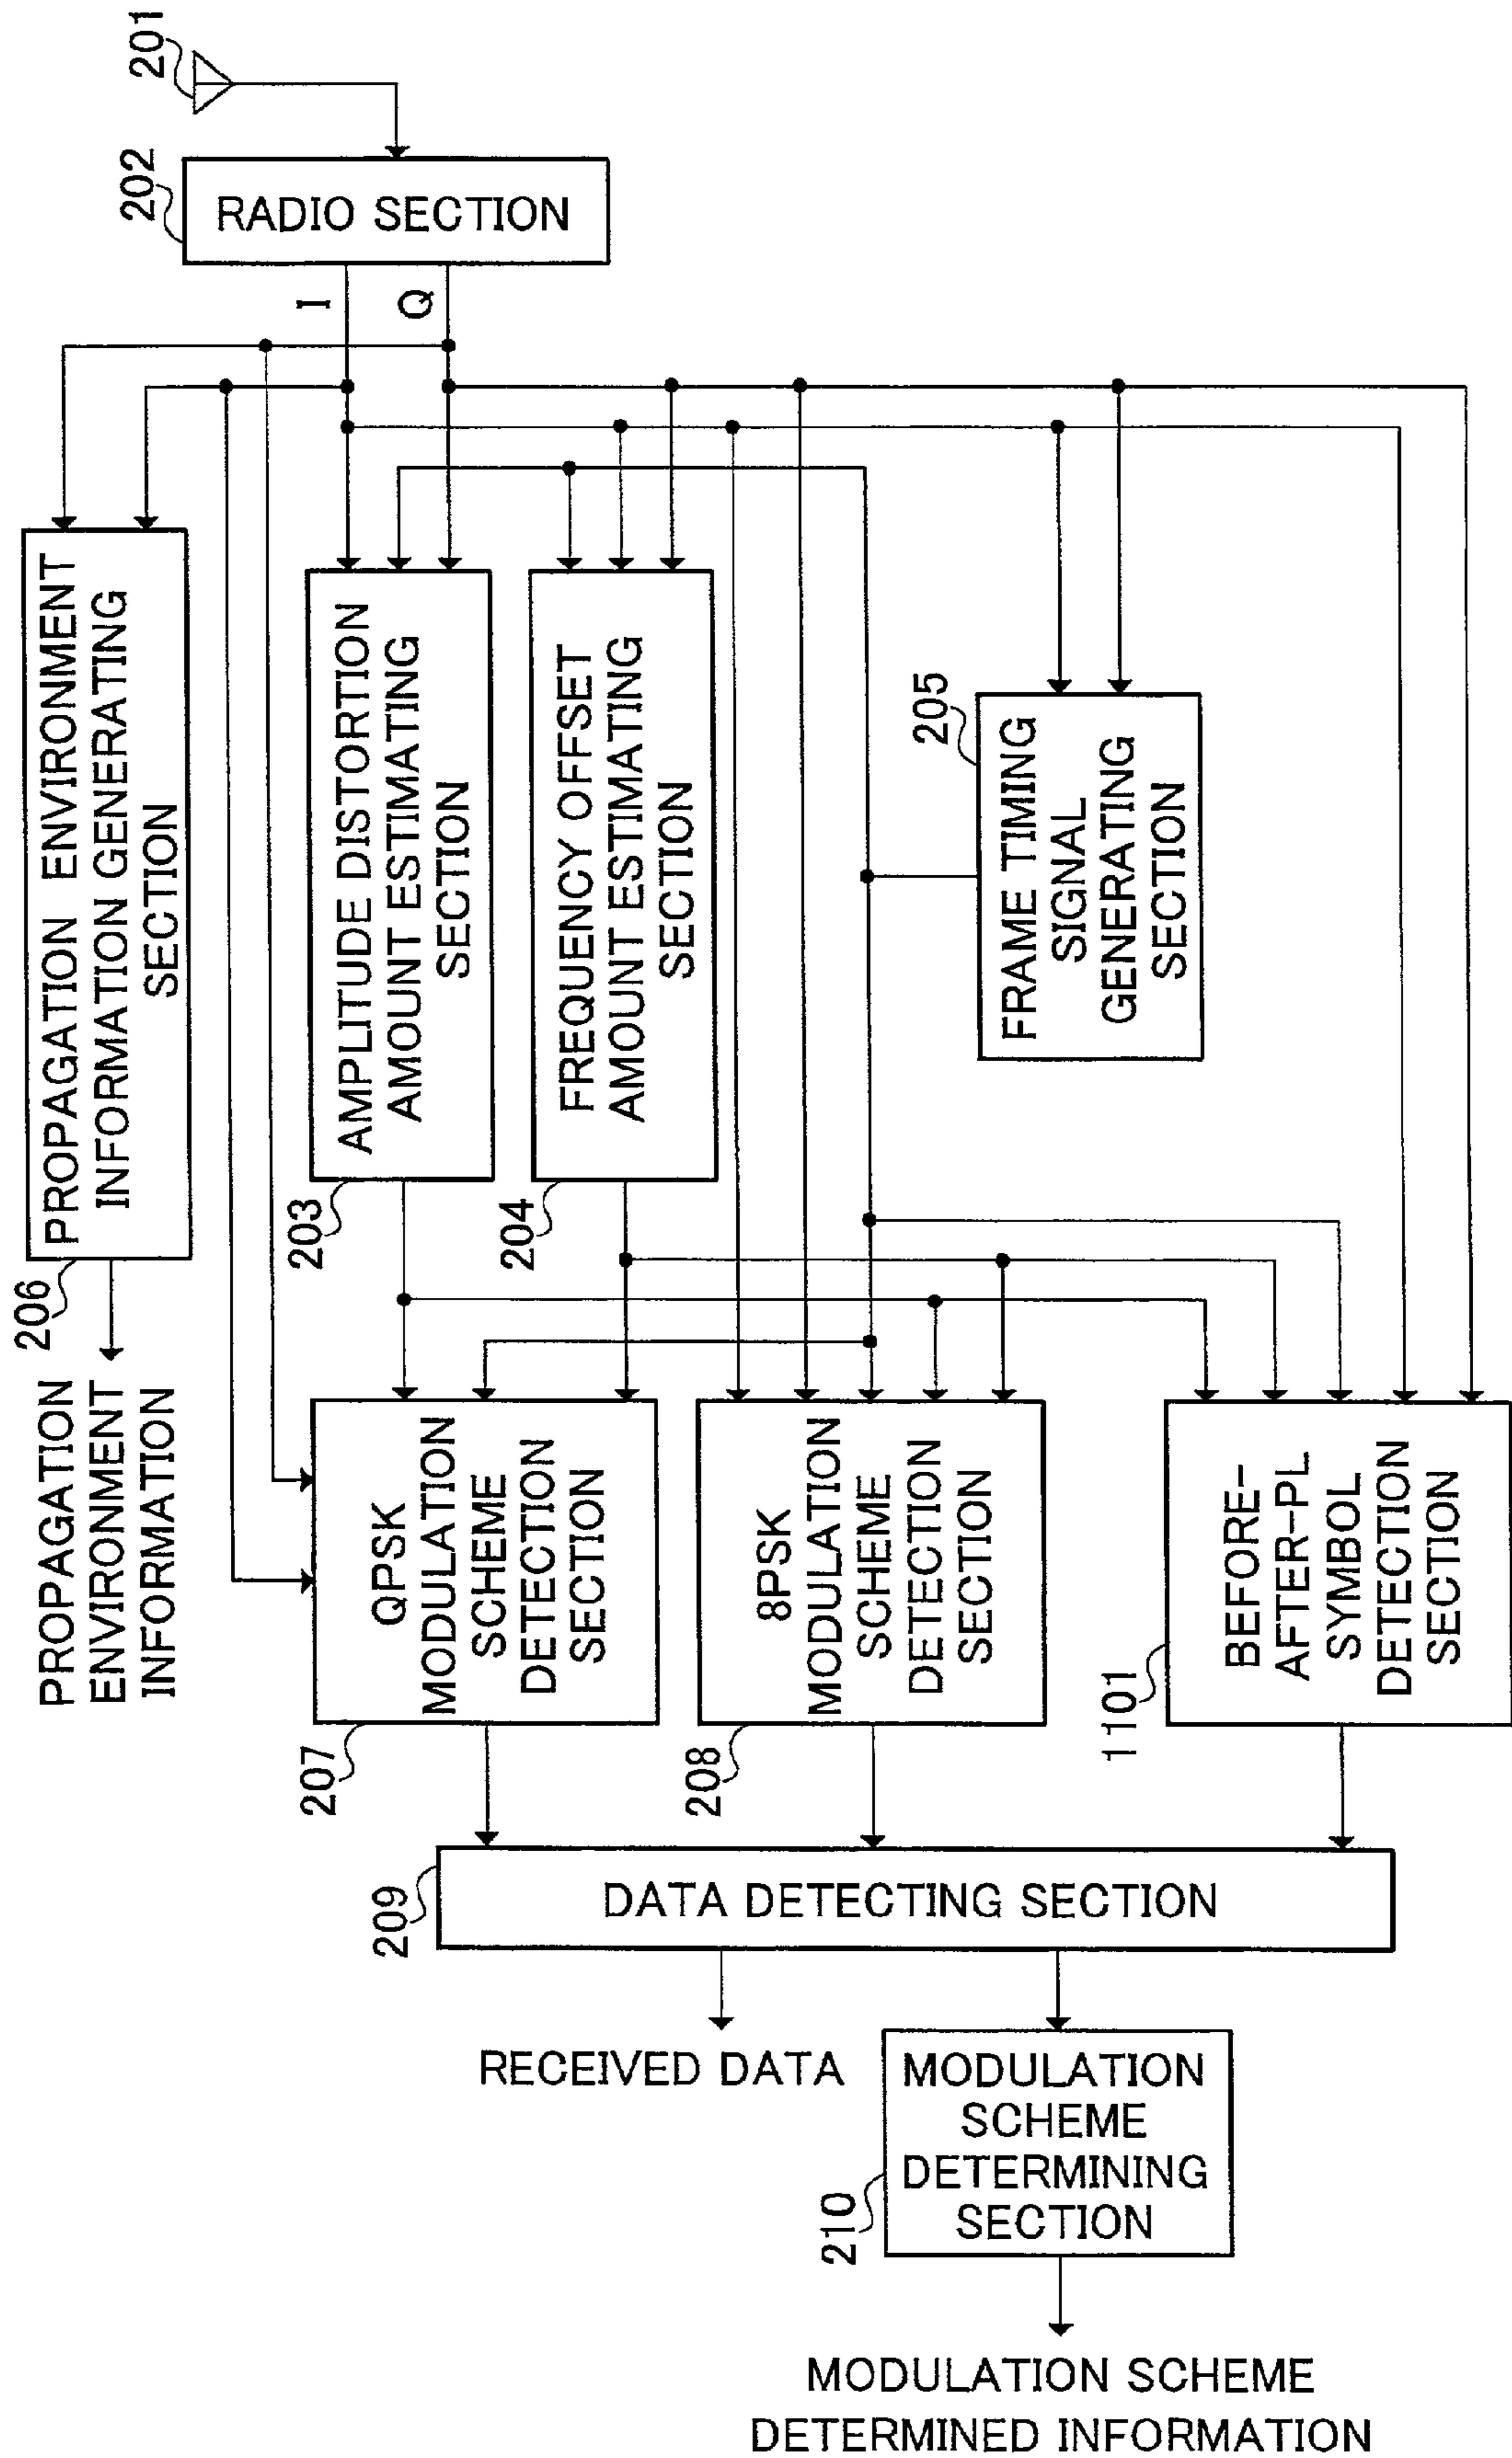 201
202
RADIO SECTION
I
Q
PROPAGATION ENVIRONMENT
INFORMATION GENERATING
SECTION
206
PROPAGATION
ENVIRONMENT
INFORMATION
AMPLITUDE DISTORTION
AMOUNT ESTIMATING
SECTION
203
FREQUENCY OFFSET
AMOUNT ESTIMATING
SECTION
204
205
FRAME TIMING
SIGNAL
GENERATING
SECTION
QPSK
MODULATION
SCHEME
DETECTION
SECTION
207
8PSK
MODULATION
SCHEME
DETECTION
SECTION
208
BEFORE-
AFTER-PL
SYMBOL
DETECTION
SECTION
1101
209
DATA DETECTING SECTION
RECEIVED DATA
MODULATION
SCHEME
DETERMINING
SECTION
210
MODULATION SCHEME
DETERMINED INFORMATION